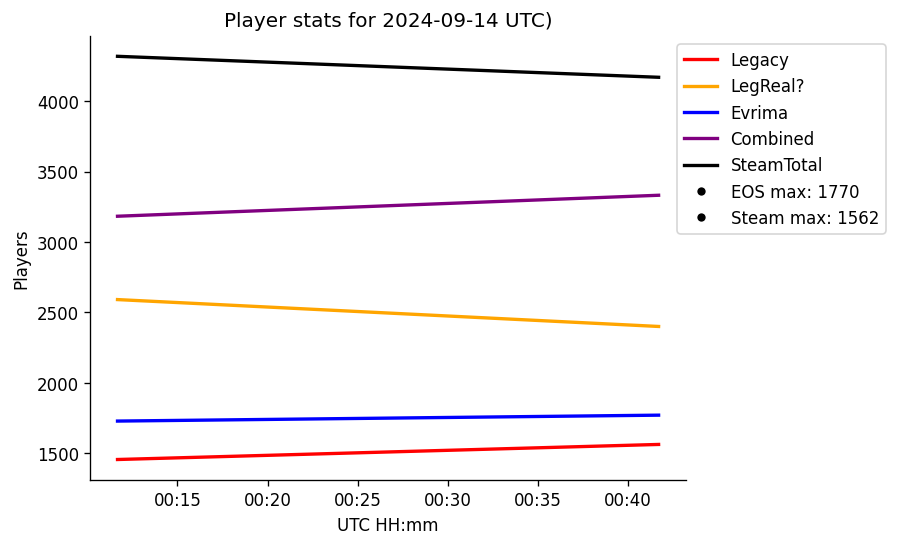 Player stats for 2024-09-14 UTC)
Legacy
LegReal?
Evrima
Combined
SteamTotal
EOS max: 1770
Steam max: 1562
Players
4000
3500
3000
2500
2000
1500
00:15 00:20 00:25 00:30 00:35 00:40
UTC HH:mm